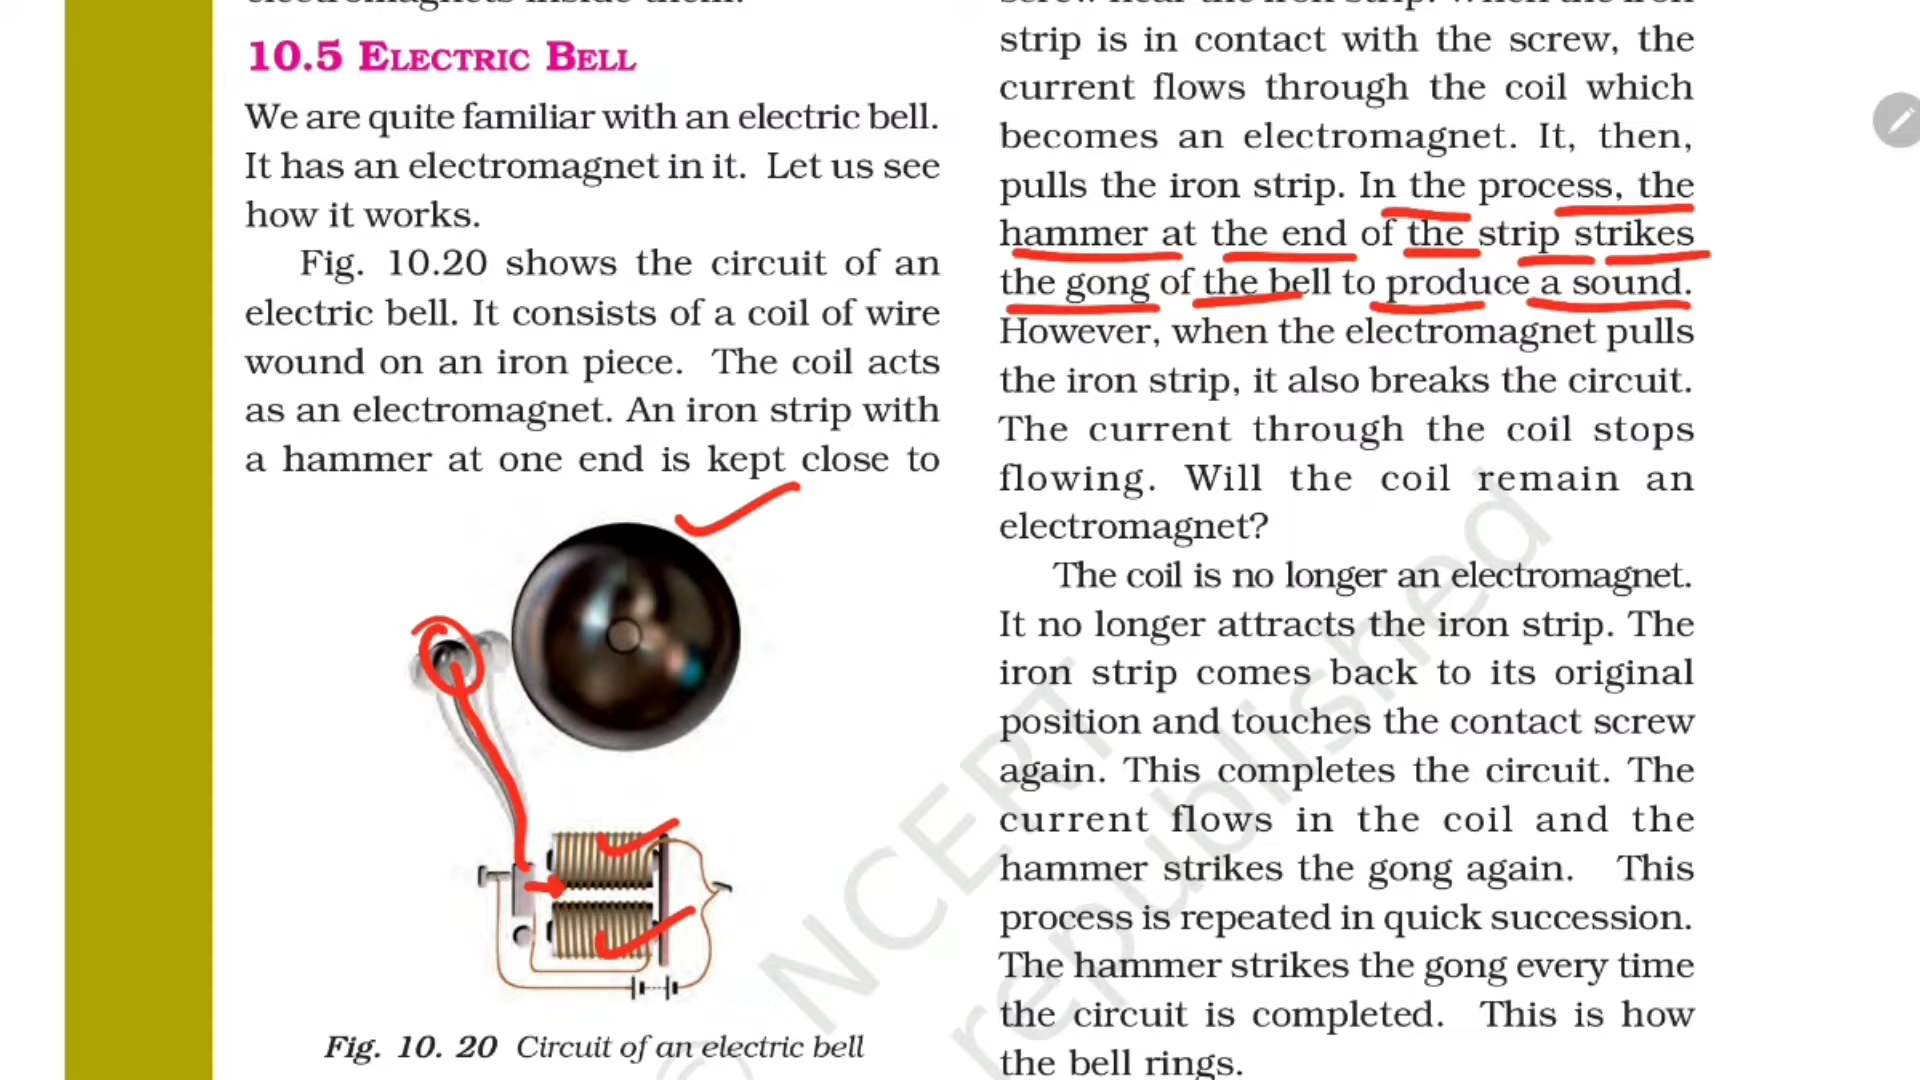 10.5 ELECTRIC BELL
We are quite familiar with an electric bell.
It has an electromagnet in it. Let us see
how it works.
Fig. 10.20 shows the circuit of an
electric bell. It consists of a coil of wire
wound on an iron piece. The coil acts
as an electromagnet. An iron strip with
a hammer at one end is kept close to
Fig. 10. 20 Circuit of an electric bell
strip is in contact with the screw, the
current flows through the coil which
becomes an electromagnet. It, then,
pulls the iron strip. In the process, the
hammer at the end of the strip strikes
the gong of the bell to produce a sound.
However, when the electromagnet pulls
the iron strip, it also breaks the circuit.
The current through the coil stops
flowing. Will the coil remain an
electromagnet?
The coil is no longer an electromagnet.
It no longer attracts the iron strip. The
iron strip comes back to its original
position and touches the contact screw
again. This completes the circuit. The
current flows in the coil and the
hammer strikes the gong again. This
process is repeated in quick succession.
The hammer strikes the gong every time
the circuit is completed. This is how
the bell rings.
© NCERT
republished